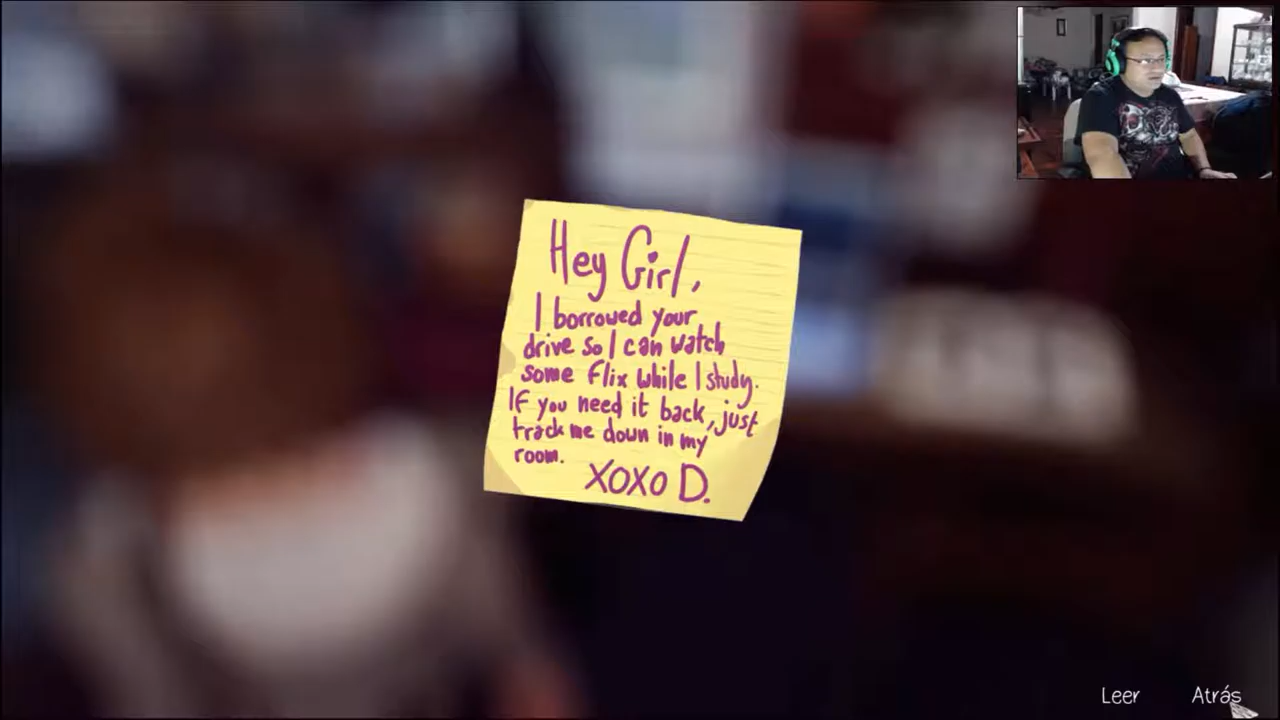 Hey Girl,
I borrowed your
drive so I can watch
some Flix while I study.
If you need it back, just
track me down in my
room.
XOXO D.
Leer Atrás